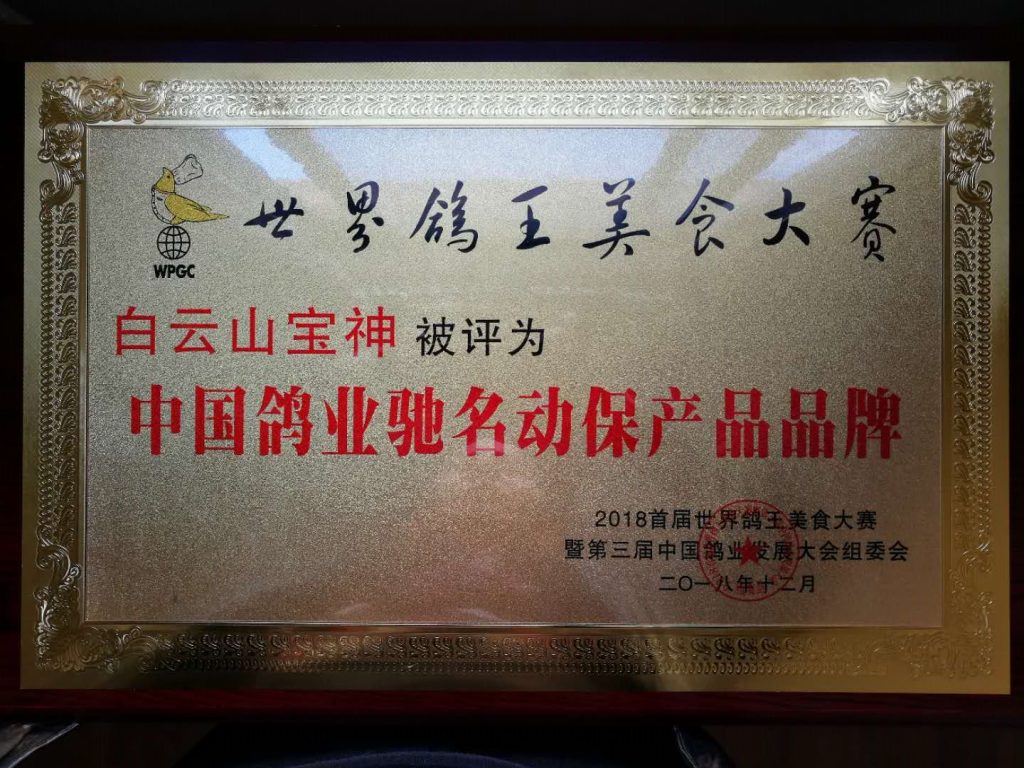 世界鸽王美食大赛
WPGC
白云山宝神 被评为
中国鸽业驰名动保产品品牌
2018首届世界鸽王美食大赛
暨第三届中国鸽业发展大会组委会
二〇一八年十二月